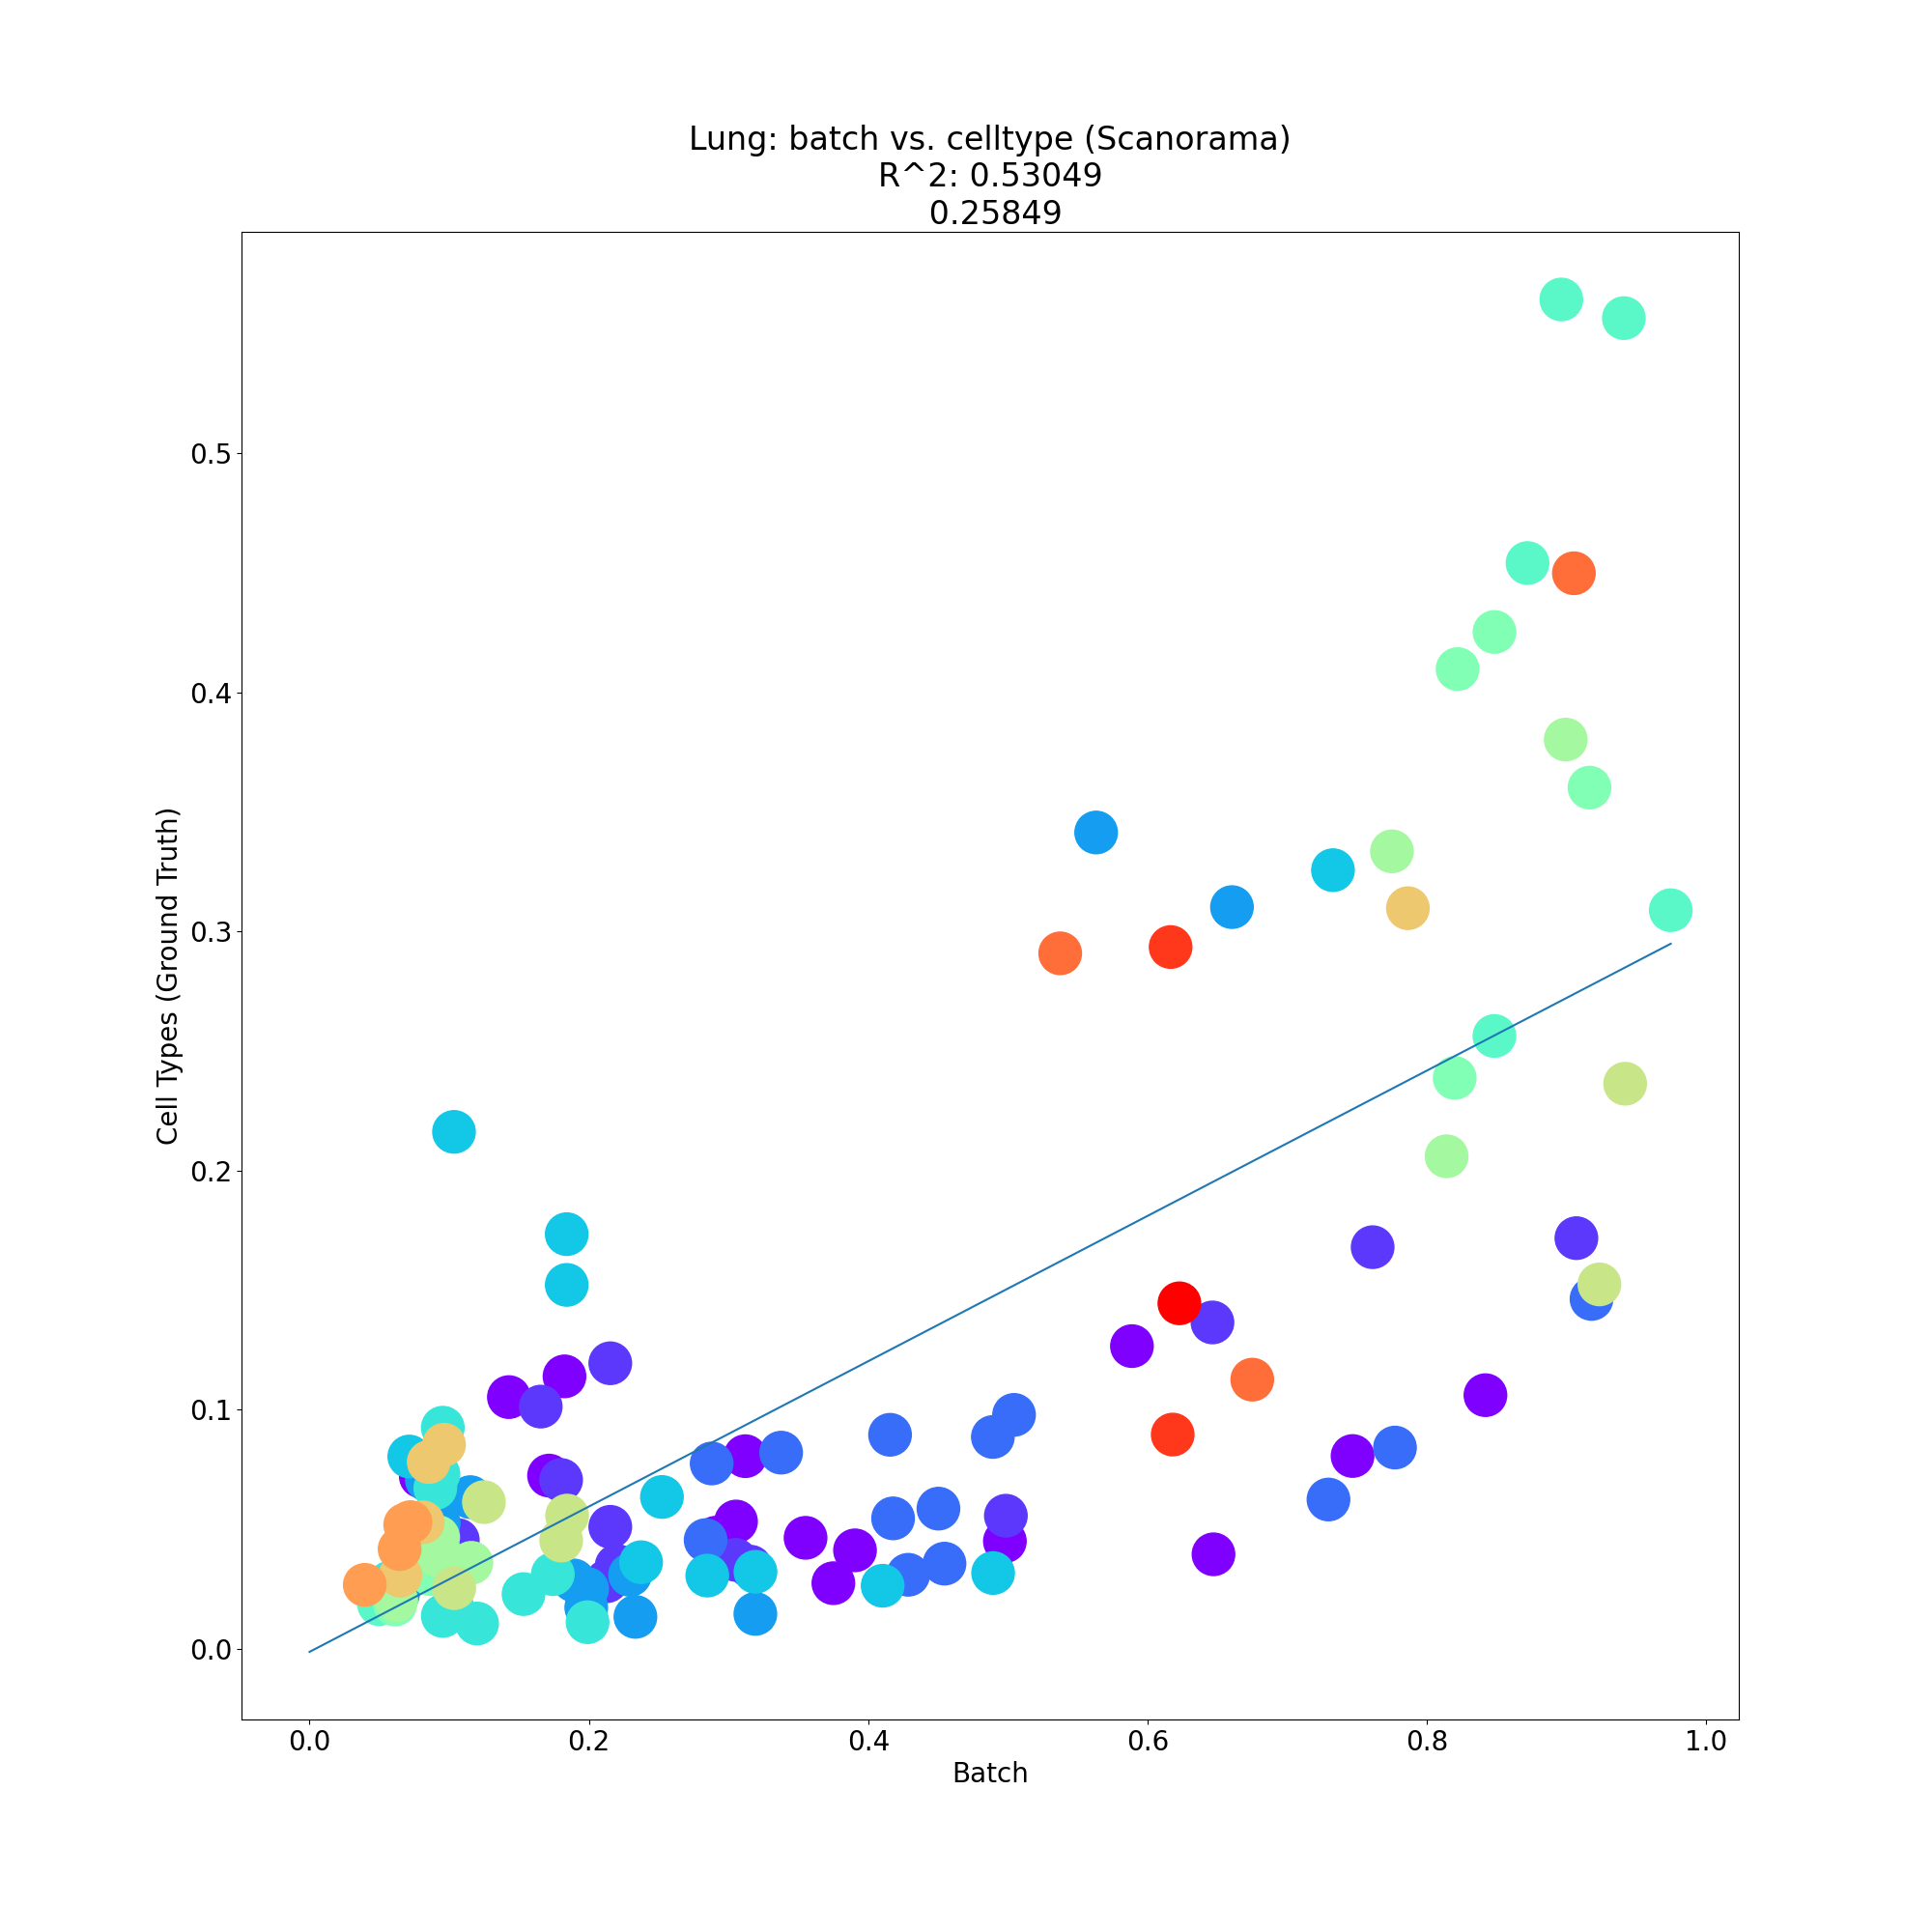 Lung: batch vs. celltype (Scanorama)
R^2: 0.53049
0.25849
Cell Types (Ground Truth)
0.5
0.4
0.3
0.2
0.1
0.0
0.0 0.2 0.4 0.6 0.8 1.0
Batch